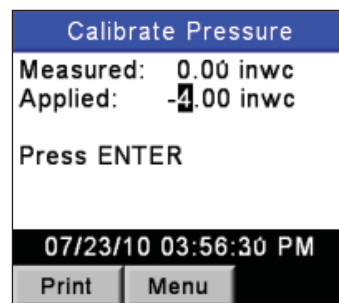 Calibrate Pressure
Measured: 0.00 inwc
Applied: -4.00 inwc
Press ENTER
07/23/10 03:56:30 PM
Print Menu